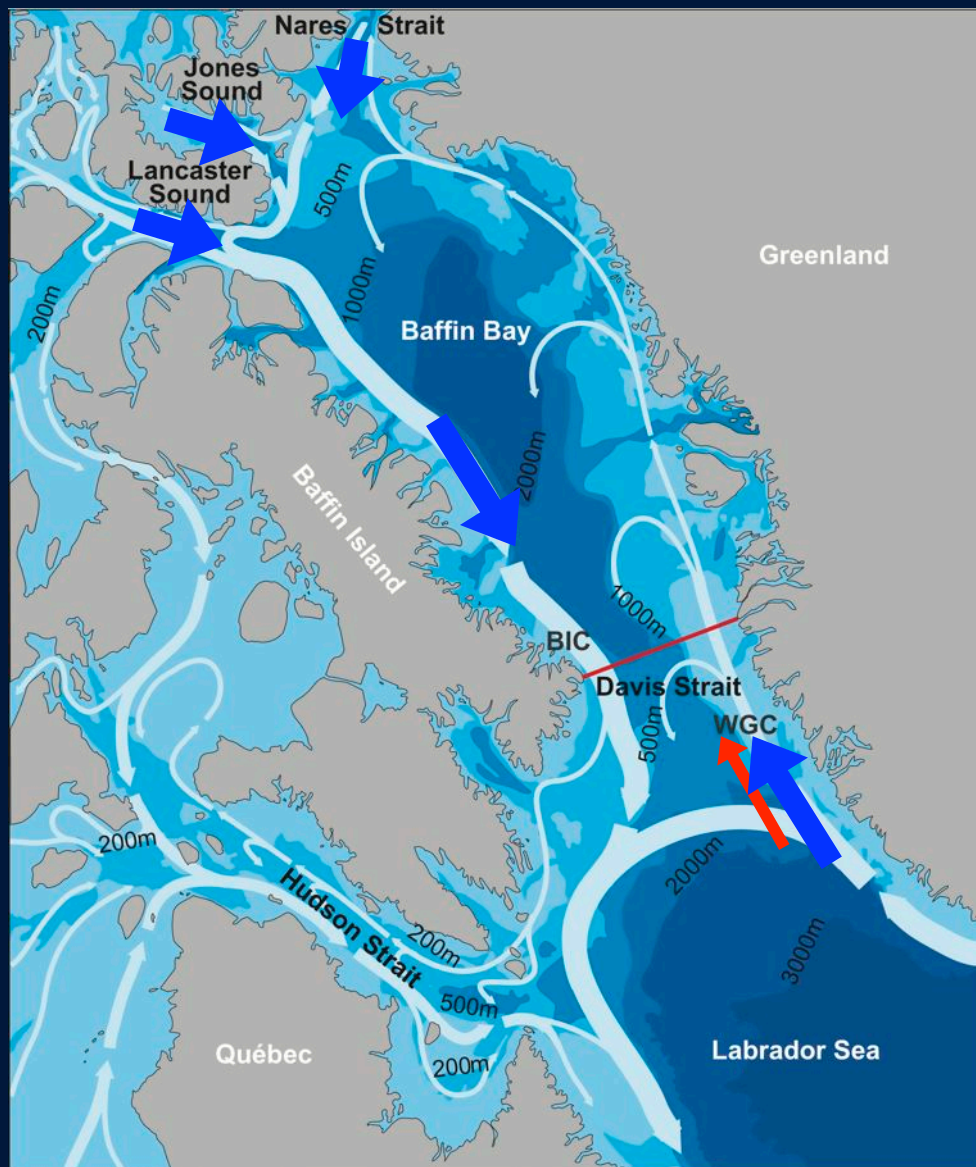 Nares Strait
Jones
Sound
Lancaster
Sound
500m
200m
1000m
Greenland
Baffin Bay
2000m
Baffin Island
1000m
BIC
Davis Strait
WGC
500m
200m
2000m
Hudson Strait
200m
3000m
500m
Québec
200m
Labrador Sea